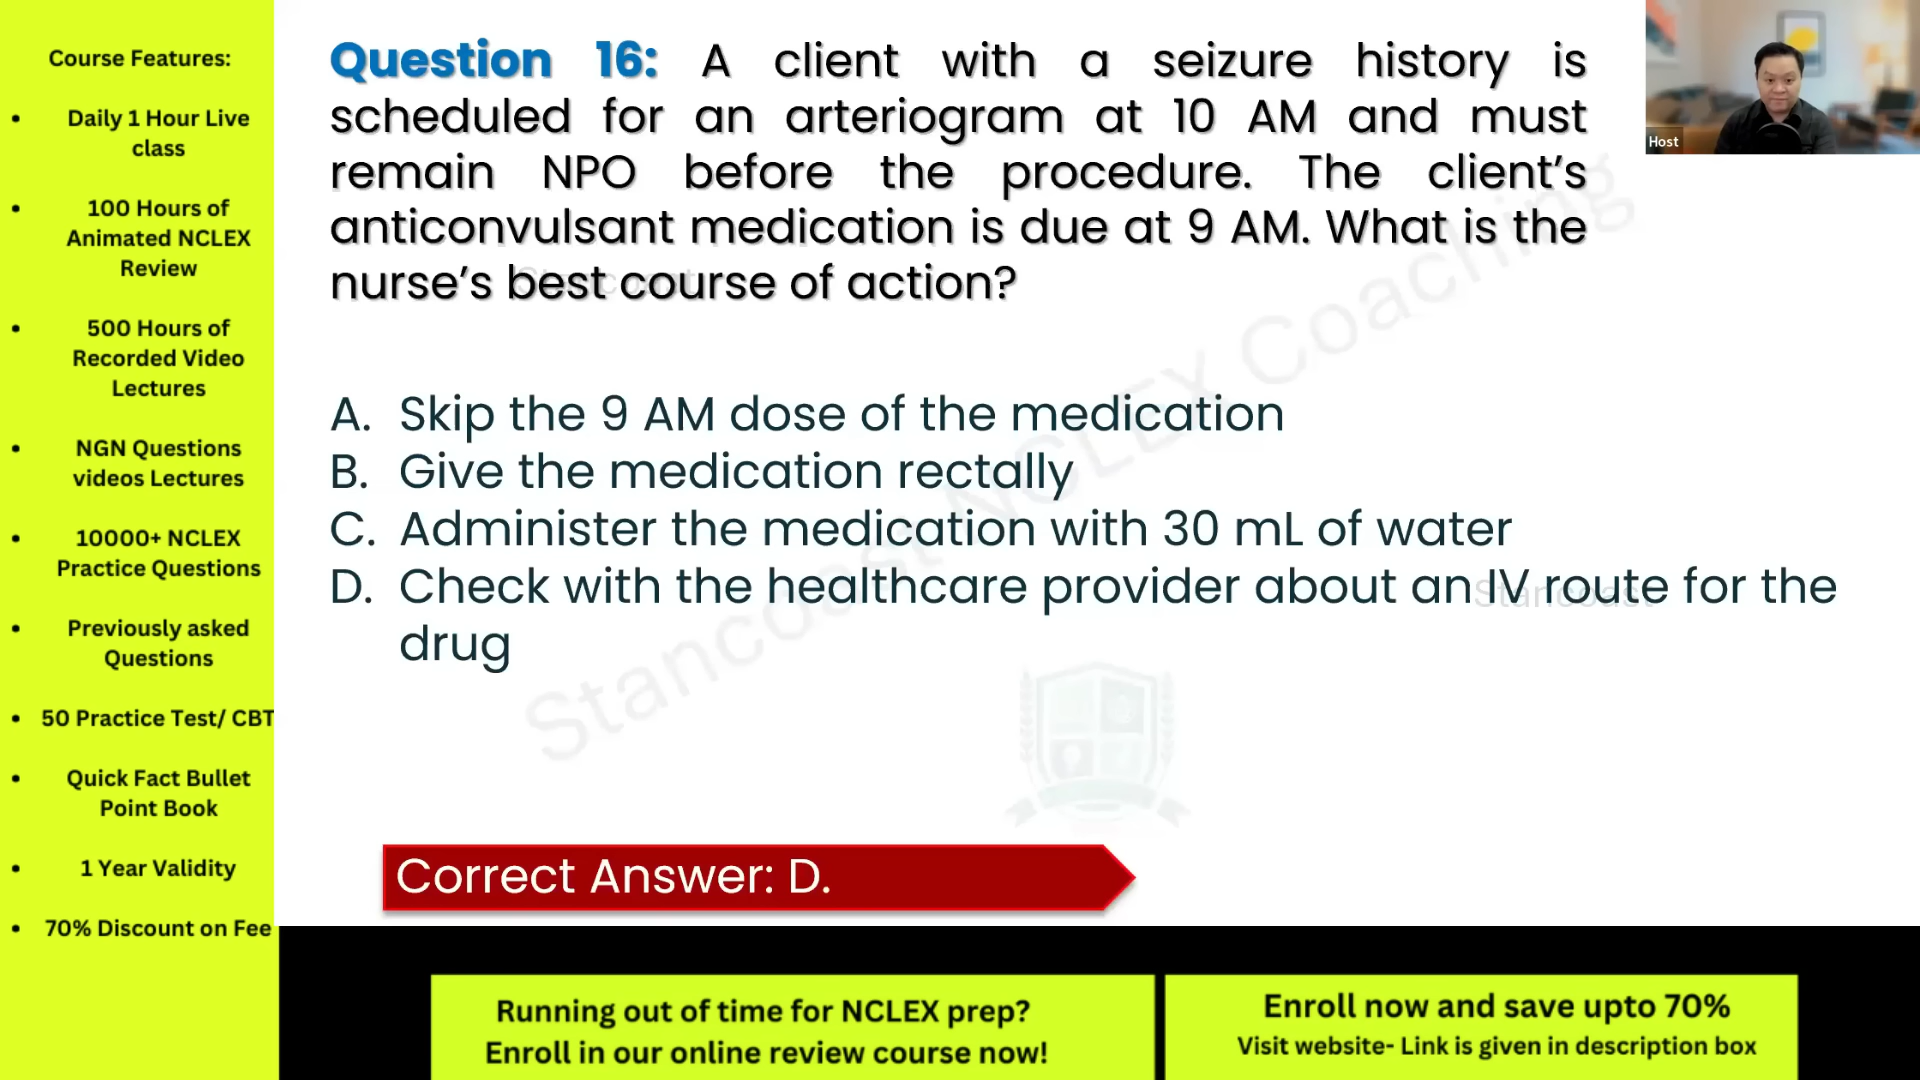 Course Features:
• Daily 1 Hour Live
class
• 100 Hours of
Animated NCLEX
Review
• 500 Hours of
Recorded Video
Lectures
• NGN Questions
videos Lectures
• 10000+ NCLEX
Practice Questions
• Previously asked
Questions
• 50 Practice Test/ CBT
• Quick Fact Bullet
Point Book
• 1 Year Validity
• 70% Discount on Fee
Question 16: A client with a seizure history is
scheduled for an arteriogram at 10 AM and must
remain NPO before the procedure. The client’s
anticonvulsant medication is due at 9 AM. What is the
nurse’s best course of action?
A. Skip the 9 AM dose of the medication
B. Give the medication rectally
C. Administer the medication with 30 mL of water
D. Check with the healthcare provider about an IV route for the
drug
Stancoast NCLEX Coaching
Stancoast
Stancoast
Correct Answer: D.
Host
Running out of time for NCLEX prep?
Enroll in our online review course now!
Enroll now and save upto 70%
Visit website- Link is given in description box